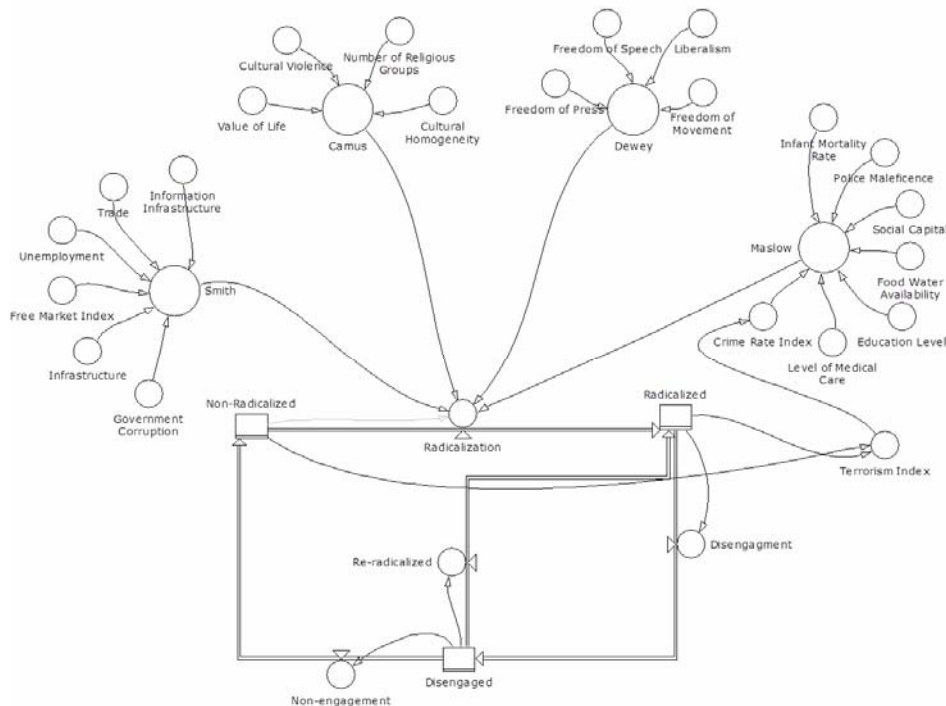 Freedom of Speech
Liberalism
Cultural Violence
Number of Religious
Groups
Freedom of Press
Freedom of
Movement
Value of Life
Cultural
Homogeneity
Camus
Dewey
Infant Mortality
Rate
Police Maleficence
Information
Infrastructure
Trade
Social Capital
Maslow
Unemployment
Smith
Food Water
Availability
Free Market Index
Crime Rate Index
Education Level
Level of Medical
Care
Infrastructure
Government
Corruption
Non-Radicalized
Radicalized
Radicalization
Terrorism Index
Re-radicalized
Disengagment
Disengaged
Non-engagement